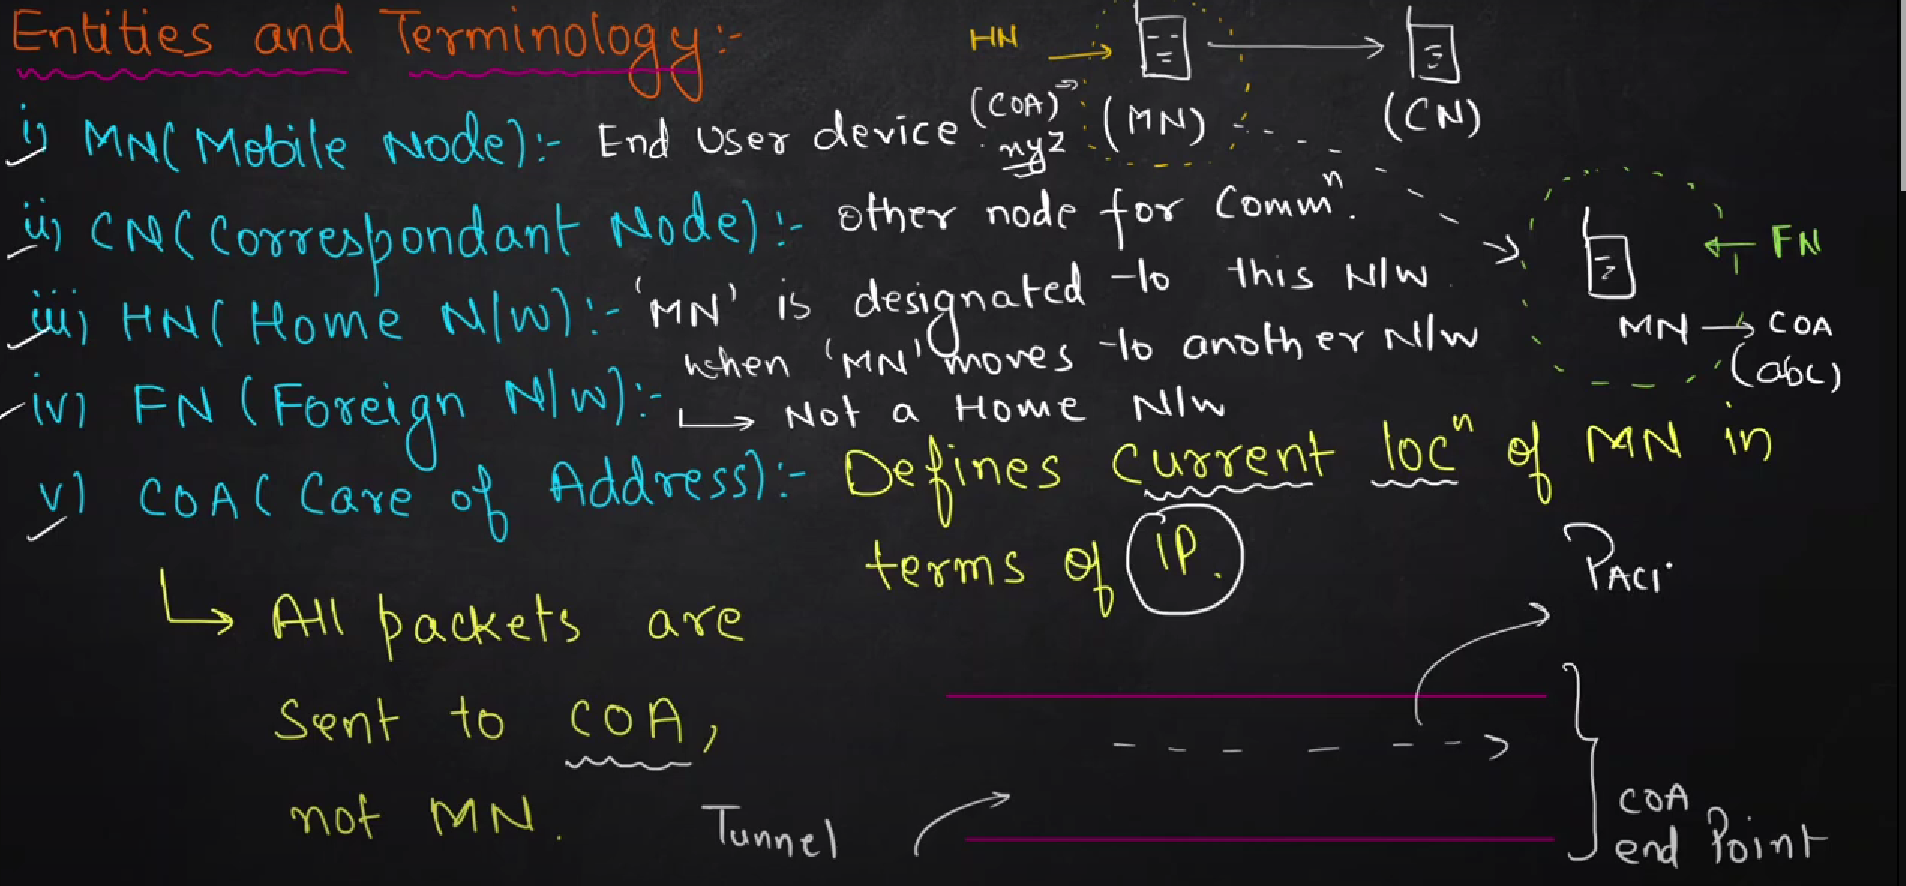 Entities and Terminology:-
HN
(COA)
xyz
(MN)
(CN)
i) MN(Mobile Node):- End User device
ii) CN(Correspondant Node):- other node for Commⁿ.
iii) HN(Home N/W):- 'MN' is designated to this N/W
when 'MN' moves to another N/W
iv) FN (Foreign N/W):-
Not a Home N/W
FN
MN → COA
(abc)
v) COA(Care of Address):- Defines current locⁿ of MN in
terms of IP.
All packets are
Sent to COA,
not MN.
Paci
Tunnel
COA
end Point